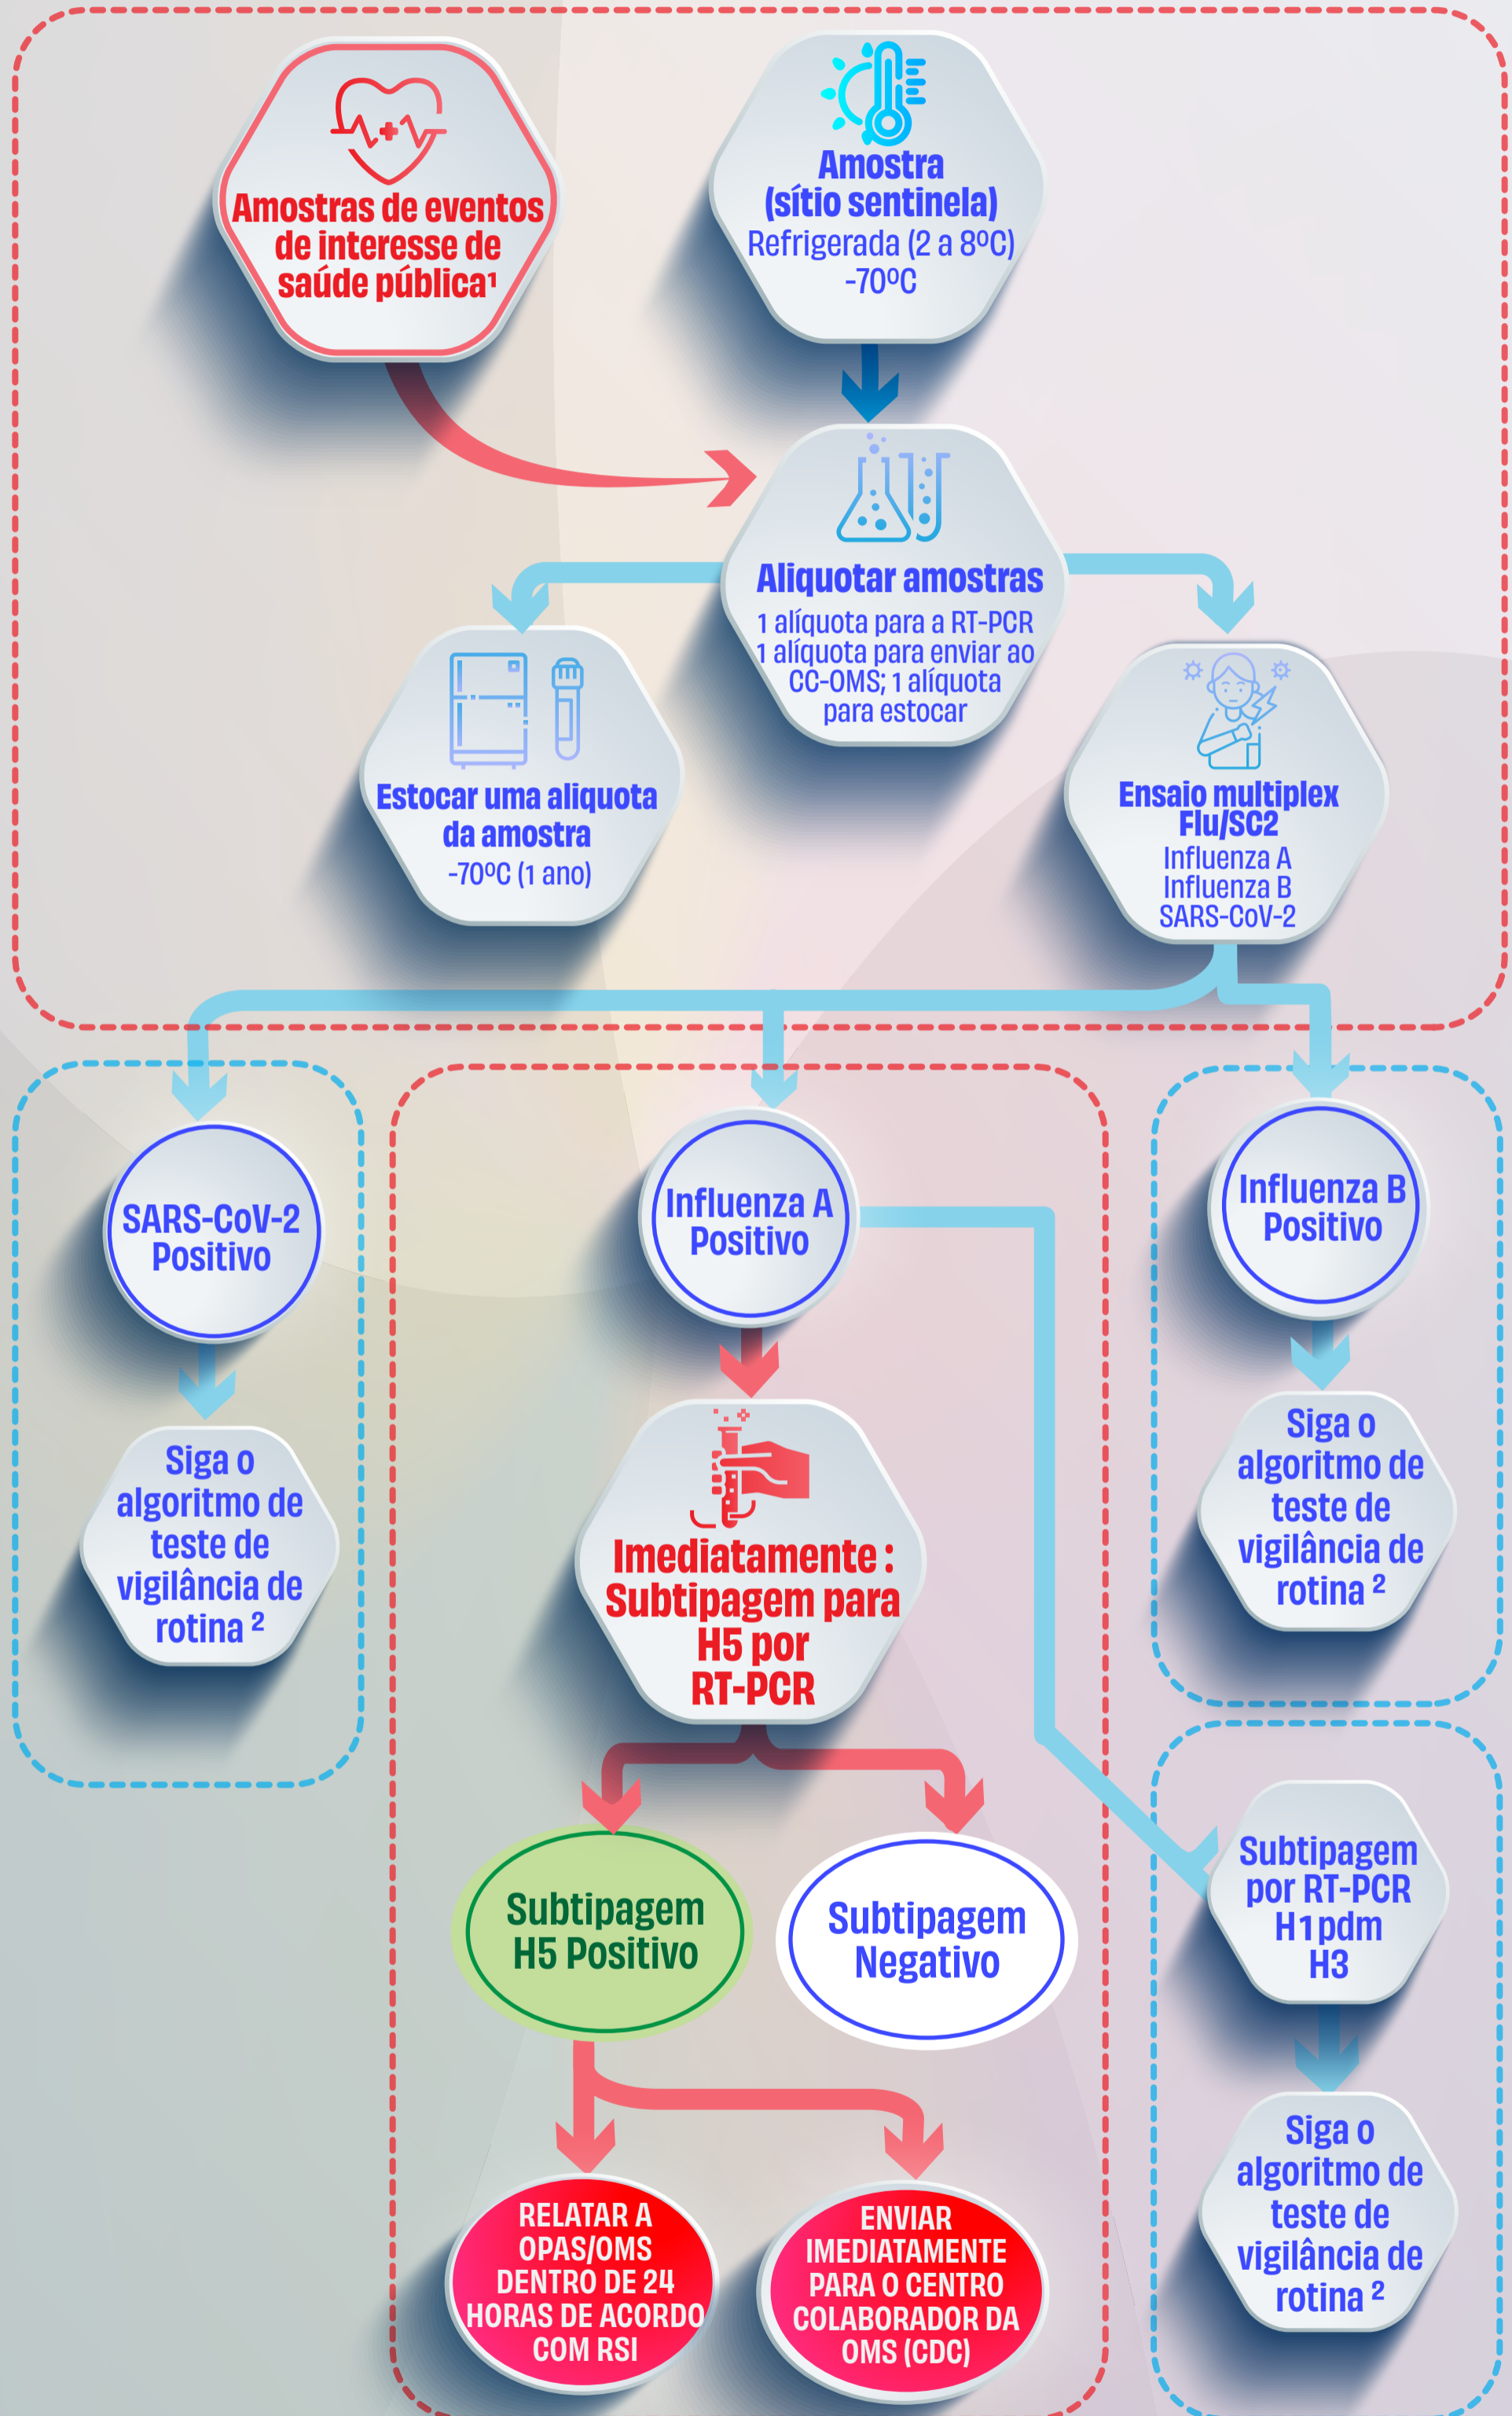 Amostras de eventos
de interesse de
saúde pública¹
Amostra
(sítio sentinela)
Refrigerada (2 a 8ºC)
-70ºC
Aliquotar amostras
1 alíquota para a RT-PCR
1 alíquota para enviar ao
CC-OMS; 1 alíquota
para estocar
Estocar uma aliquota
da amostra
-70ºC (1 ano)
Ensaio multiplex
Flu/SC2
Influenza A
Influenza B
SARS-CoV-2
SARS-CoV-2
Positivo
Influenza A
Positivo
Influenza B
Positivo
Siga o
algoritmo de
teste de
vigilância de
rotina ²
Imediatamente :
Subtipagem para
H5 por
RT-PCR
Siga o
algoritmo de
teste de
vigilância de
rotina ²
Subtipagem
H5 Positivo
Subtipagem
Negativo
Subtipagem
por RT-PCR
H1pdm
H3
RELATAR A
OPAS/OMS
DENTRO DE 24
HORAS DE ACORDO
COM RSI
ENVIAR
IMEDIATAMENTE
PARA O CENTRO
COLABORADOR DA
OMS (CDC)
Siga o
algoritmo de
teste de
vigilância de
rotina ²